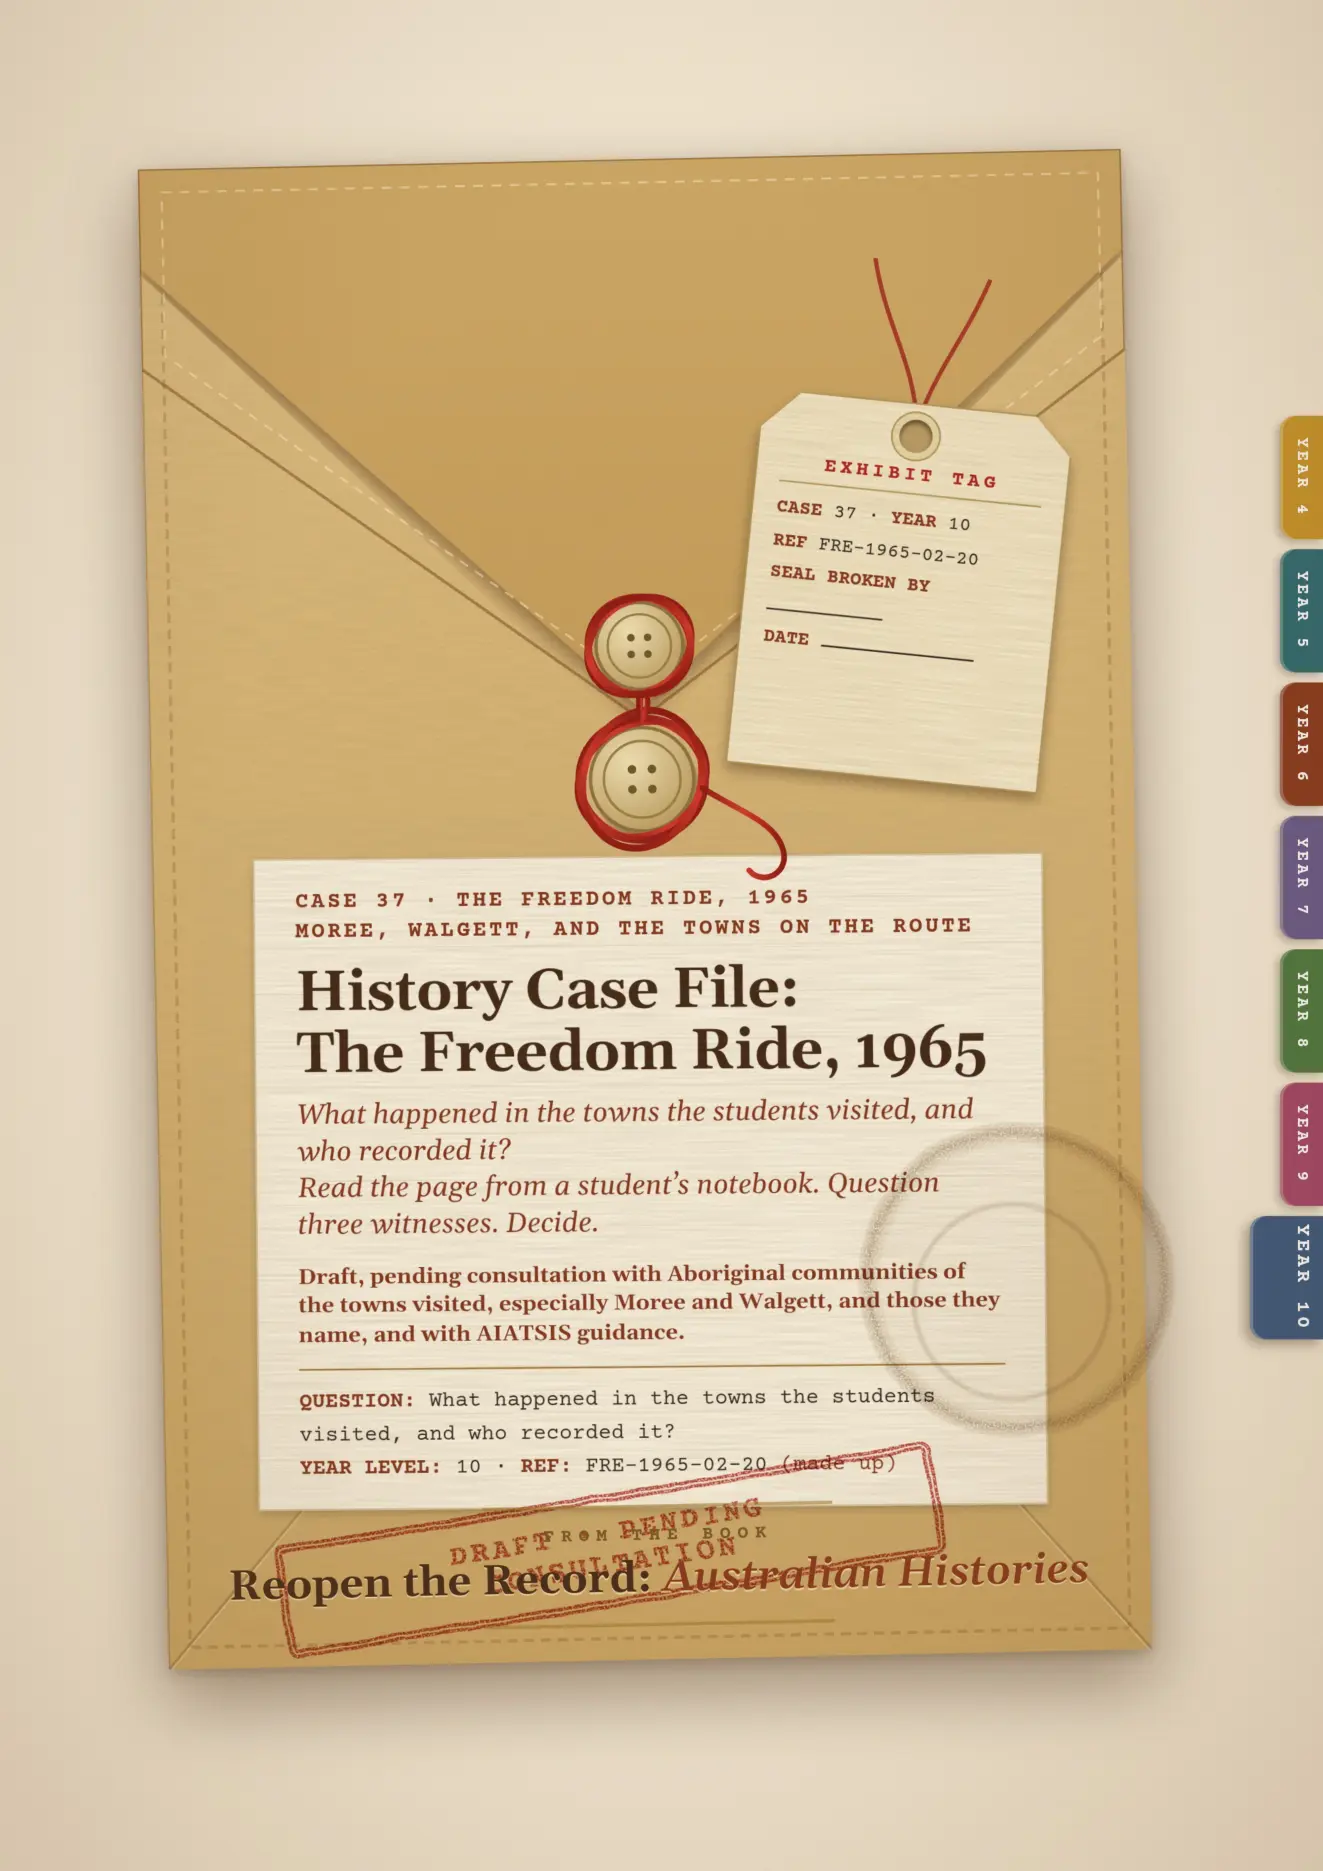 EXHIBIT TAG
CASE 37 · YEAR 10
REF FRE-1965-02-20
SEAL BROKEN BY
DATE
CASE 37 · THE FREEDOM RIDE, 1965
MOREE, WALGETT, AND THE TOWNS ON THE ROUTE
History Case File:
The Freedom Ride, 1965
What happened in the towns the students visited, and
who recorded it?
Read the page from a student’s notebook. Question
three witnesses. Decide.
Draft, pending consultation with Aboriginal communities of
the towns visited, especially Moree and Walgett, and those they
name, and with AIATSIS guidance.
QUESTION: What happened in the towns the students
visited, and who recorded it?
YEAR LEVEL: 10 · REF: FRE-1965-02-20 (made up)
DRAFT · PENDING
CONSULTATION
FROM THE BOOK
Reopen the Record: Australian Histories
YEAR 4
YEAR 5
YEAR 6
YEAR 7
YEAR 8
YEAR 9
YEAR 10